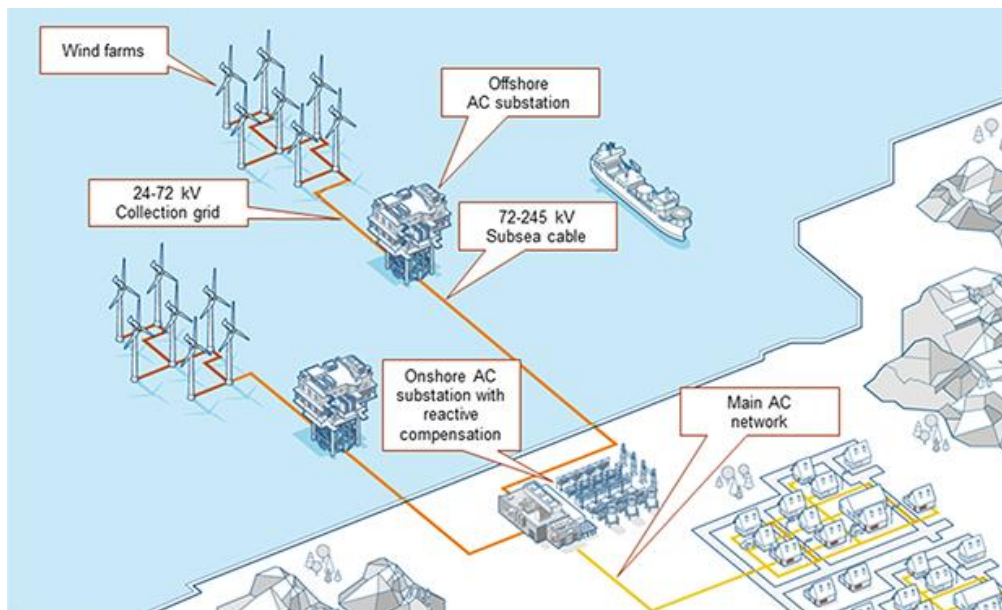 Wind farms
Offshore
AC substation
24-72 kV
Collection grid
72-245 kV
Subsea cable
Onshore AC
substation with
reactive
compensation
Main AC
network